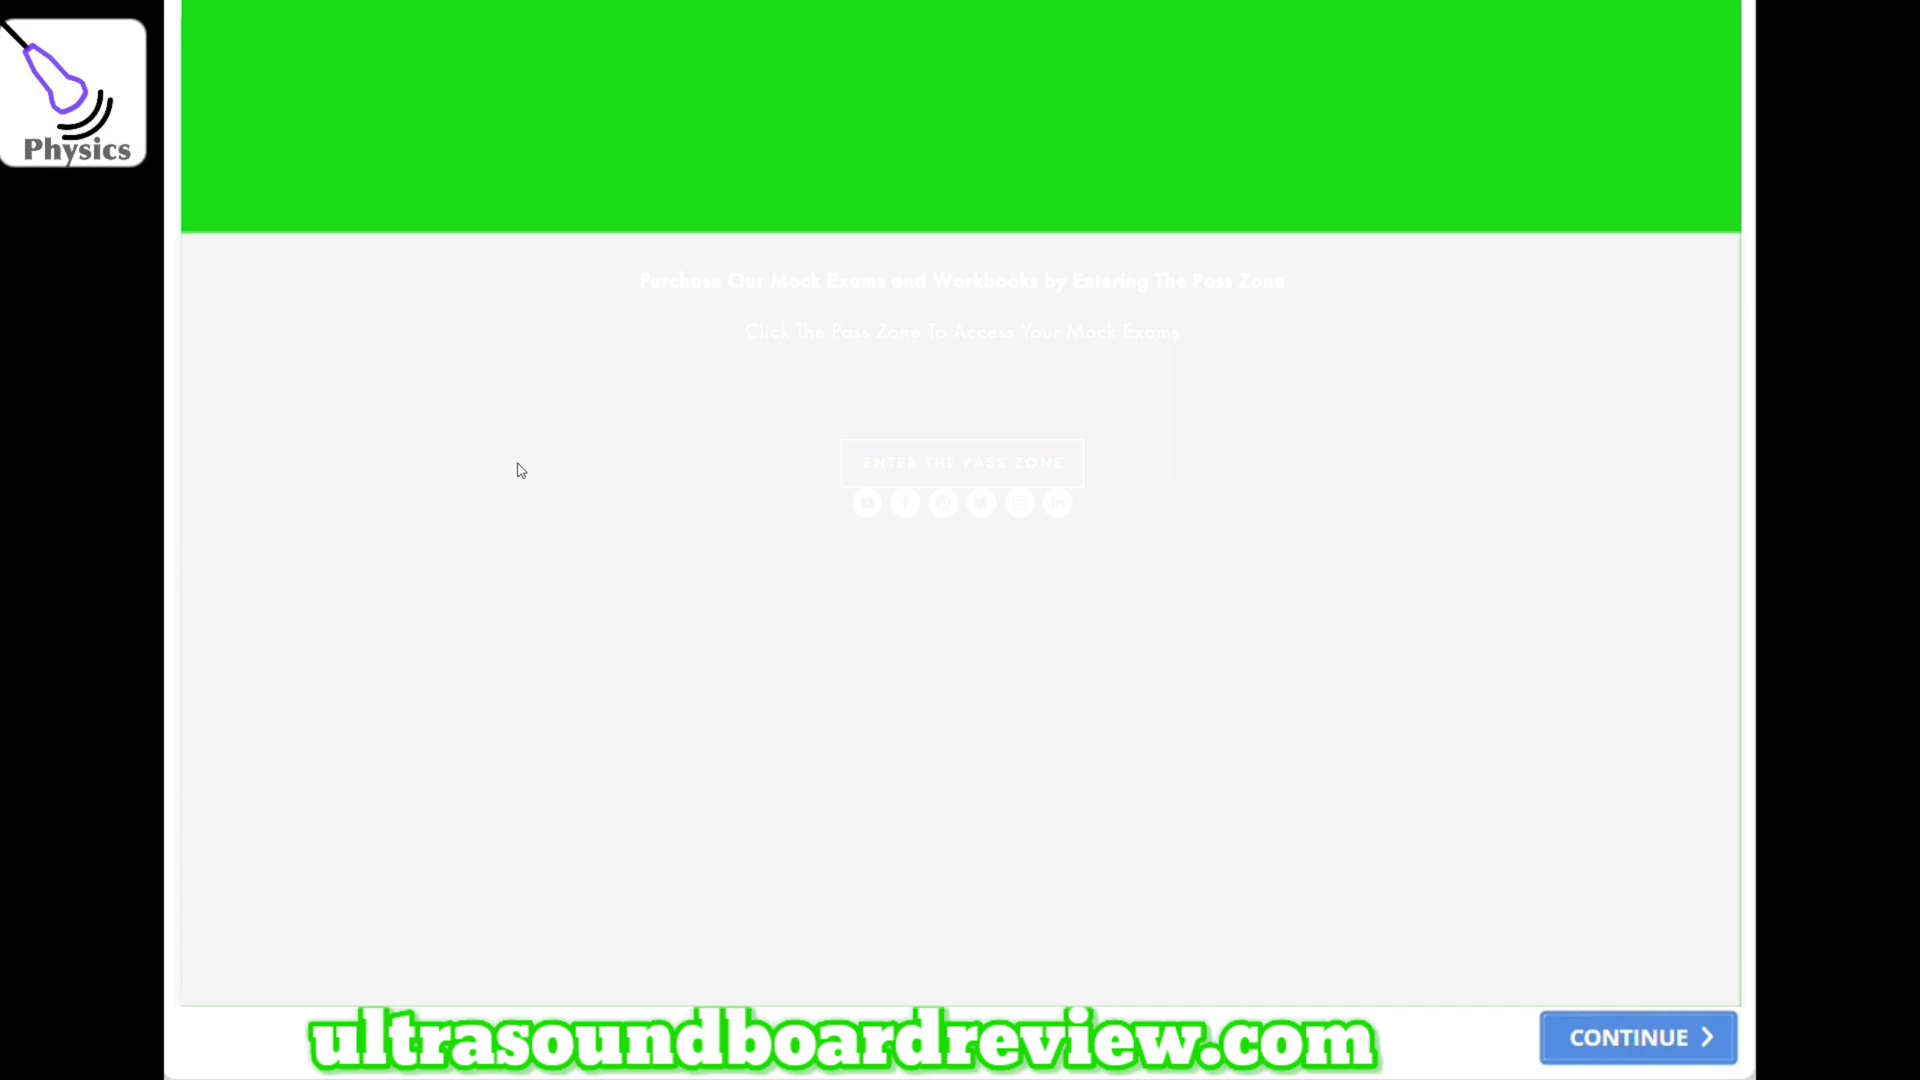 Physics
Purchase Our Mock Exams and Workbooks by Entering The Pass Zone
Click The Pass Zone To Access Your Mock Exams
ENTER THE PASS ZONE
ultrasoundboardreview.com
CONTINUE